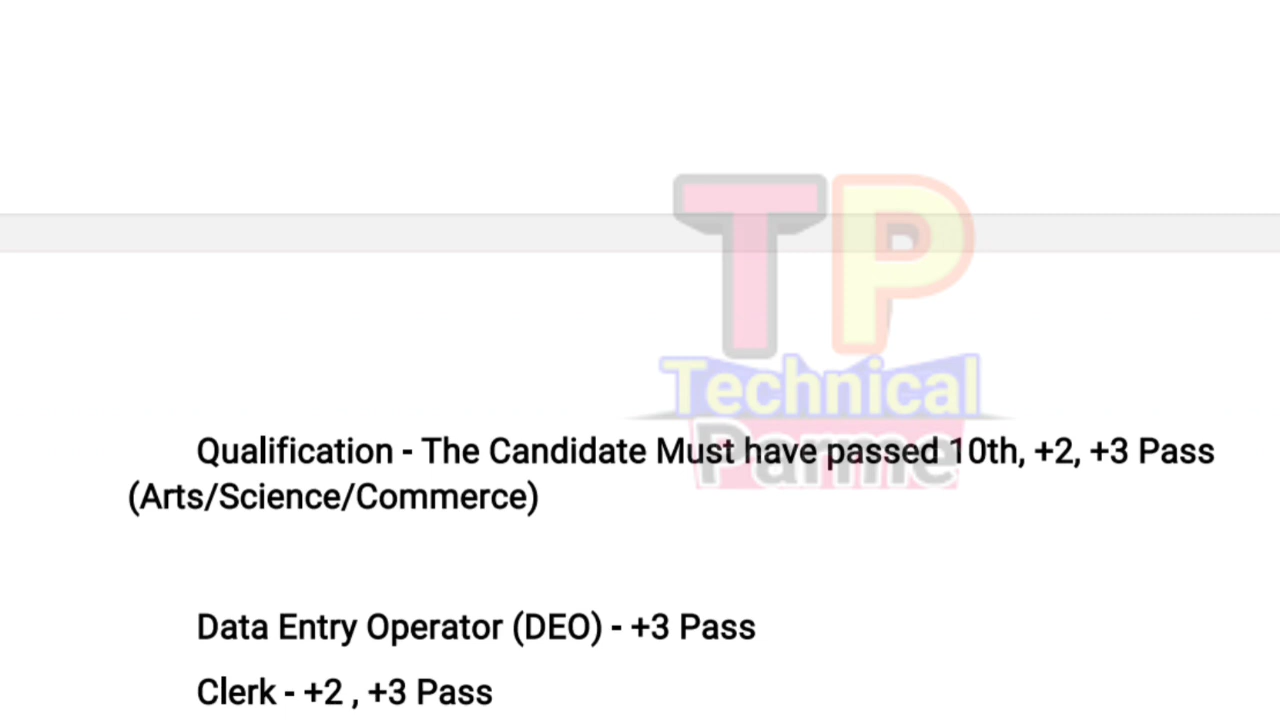 TP
Technical
Parme
Qualification - The Candidate Must have passed 10th, +2, +3 Pass
(Arts/Science/Commerce)
Data Entry Operator (DEO) - +3 Pass
Clerk - +2 , +3 Pass